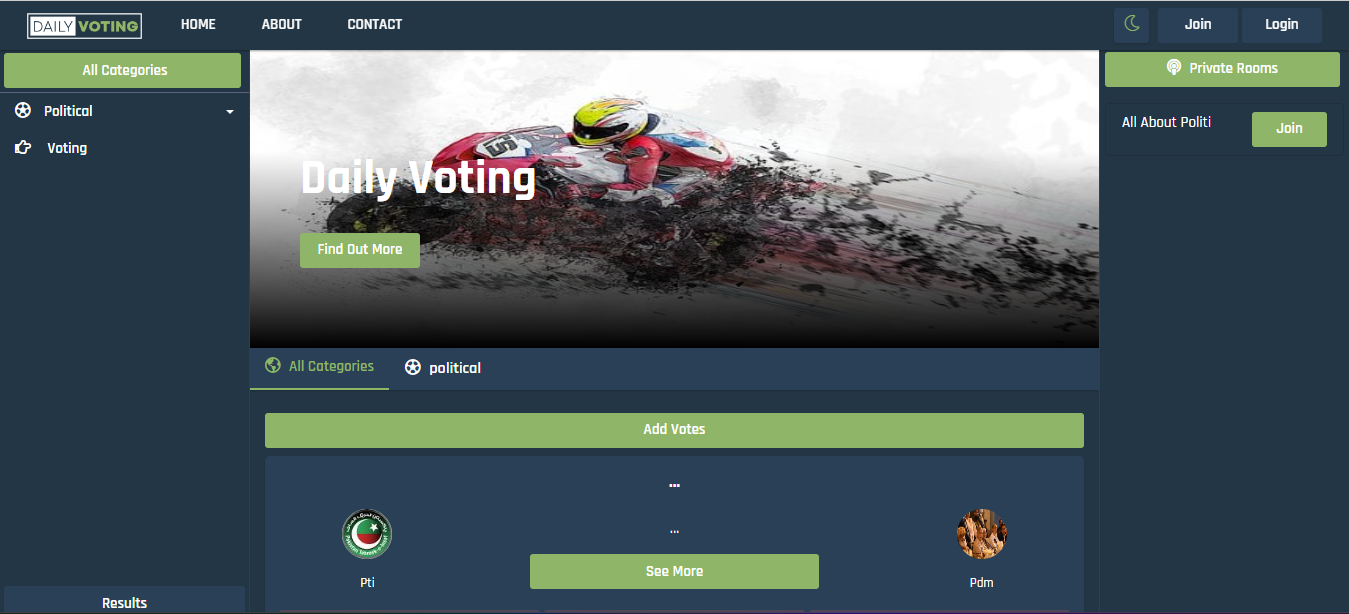 DAILY VOTING
HOME
ABOUT
CONTACT
Join
Login
All Categories
Political
Voting
Daily Voting
Find Out More
Private Rooms
All About Politi
Join
All Categories
political
Add Votes
...
...
See More
Pti
Pdm
Results
5